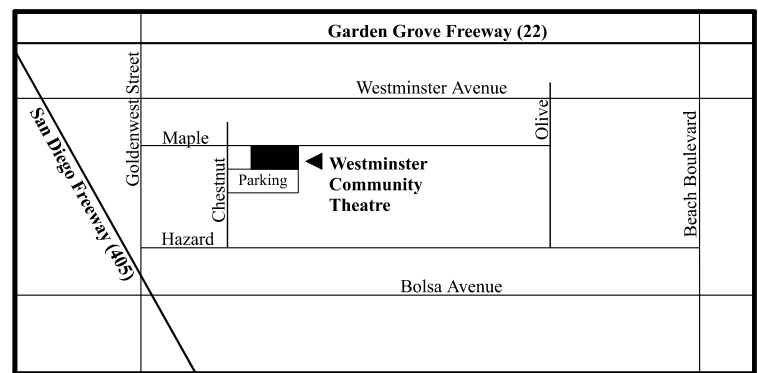 Garden Grove Freeway (22)
Goldenwest Street
Westminster Avenue
San Diego Freeway (405)
Olive
Maple
Beach Boulevard
Westminster
Community
Theatre
Chestnut
Parking
Hazard
Bolsa Avenue